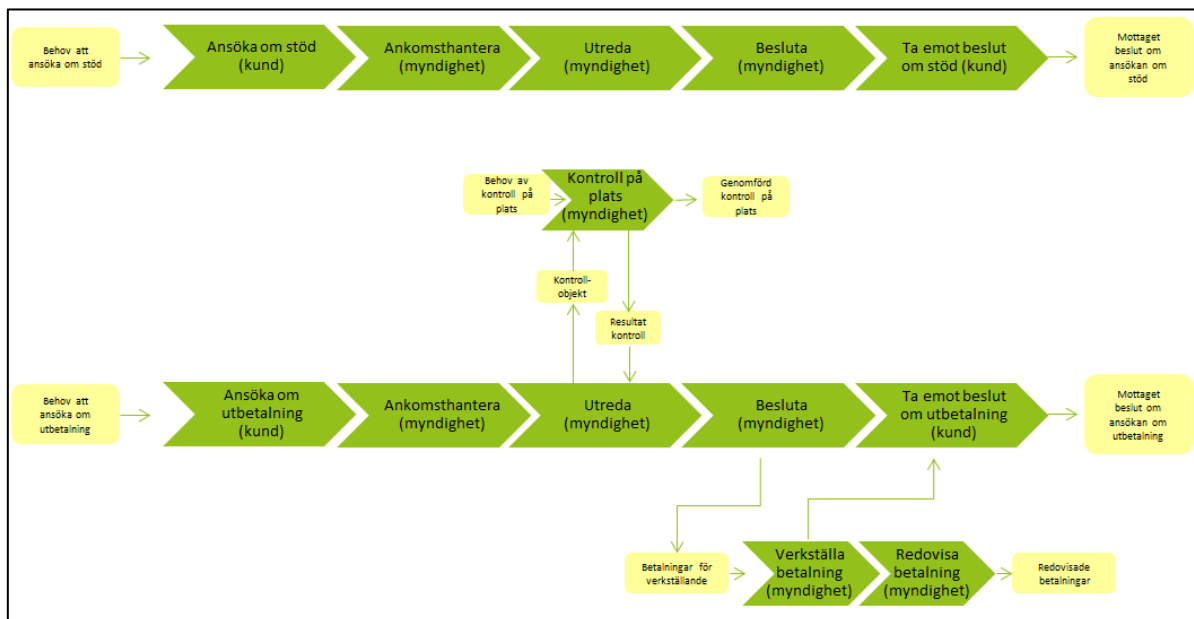 Behov att
ansöka om stöd
Ansöka om stöd
(kund)
Ankomsthantera
(myndighet)
Utreda
(myndighet)
Besluta
(myndighet)
Ta emot beslut
om stöd (kund)
Mottaget
beslut om
ansökan om
stöd
Behov av
kontroll på
plats
Kontroll på
plats
(myndighet)
Genomförd
kontroll på
plats
Kontroll-
objekt
Resultat
kontroll
Behov att
ansöka om
utbetalning
Ansöka om
utbetalning
(kund)
Ankomsthantera
(myndighet)
Utreda
(myndighet)
Besluta
(myndighet)
Ta emot beslut
om utbetalning
(kund)
Mottaget
beslut om
ansökan om
utbetalning
Betalningar för
verkställande
Verkställa
betalning
(myndighet)
Redovisa
betalning
(myndighet)
Redovisade
betalningar